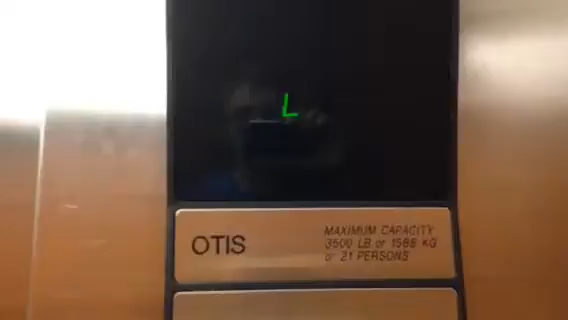 L
OTIS
MAXIMUM CAPACITY
3500 LB or 1588 KG
or 21 PERSONS